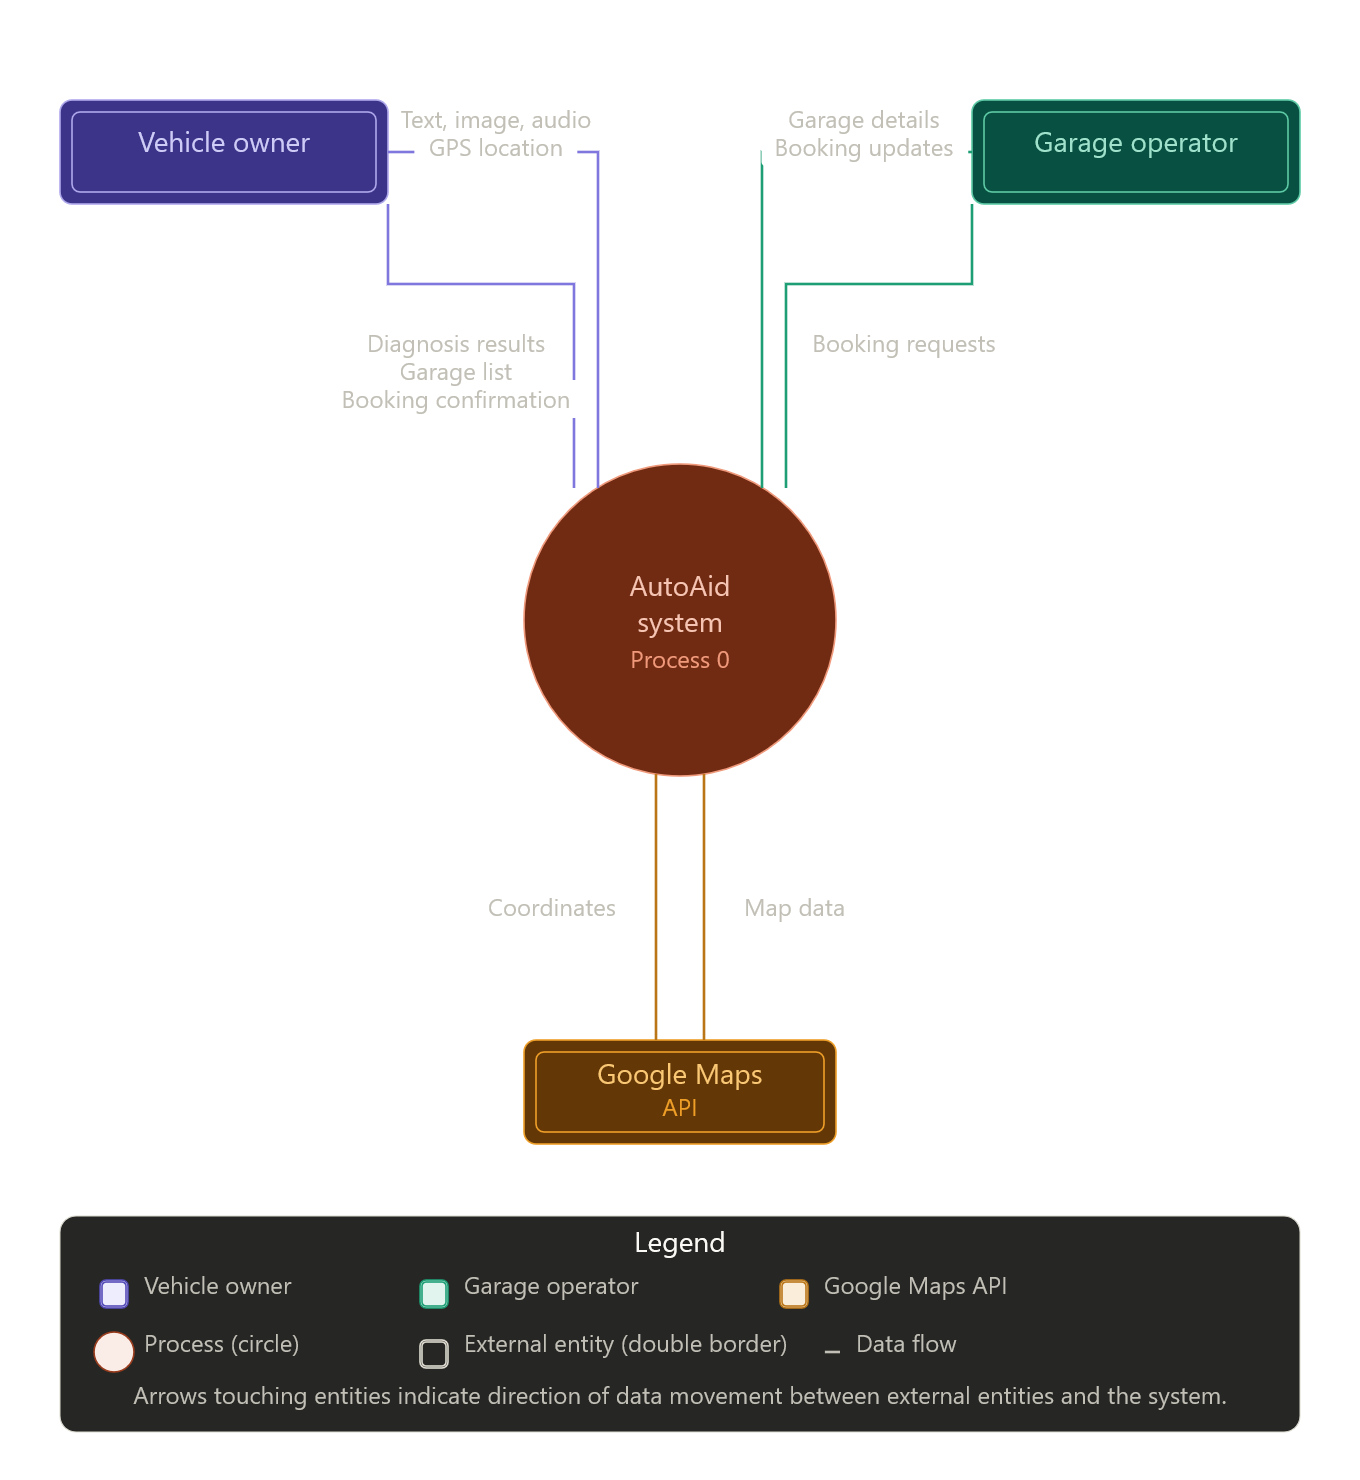 Vehicle owner
Text, image, audio
GPS location
Garage details
Booking updates
Garage operator
Diagnosis results
Garage list
Booking confirmation
Booking requests
AutoAid
system
Process 0
Coordinates
Map data
Google Maps
API
Legend
Vehicle owner
Garage operator
Google Maps API
Process (circle)
External entity (double border)
Data flow
Arrows touching entities indicate direction of data movement between external entities and the system.